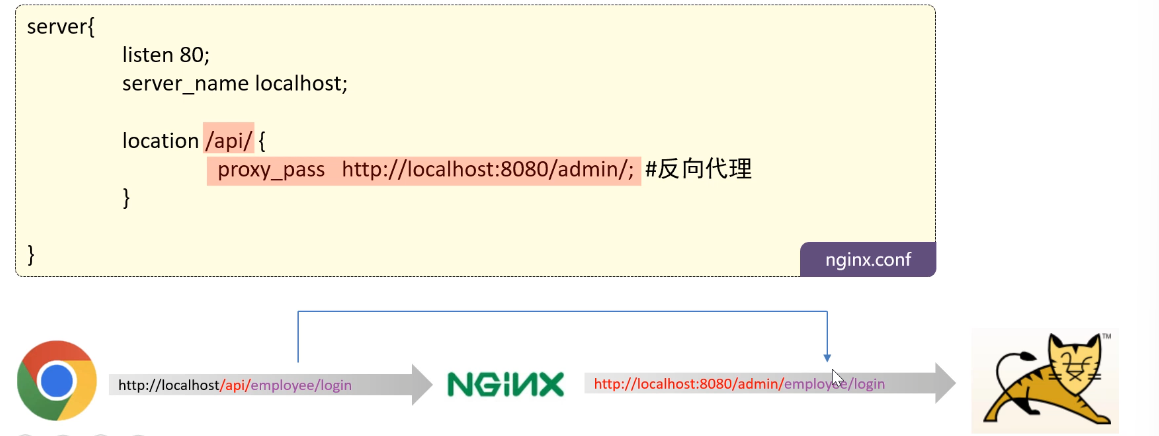 server{
listen 80;
server_name localhost;
location /api/ {
proxy_pass http://localhost:8080/admin/; #反向代理
}
}
nginx.conf
http://localhost/api/employee/login
NGiNX
http://localhost:8080/admin/employee/login
TM